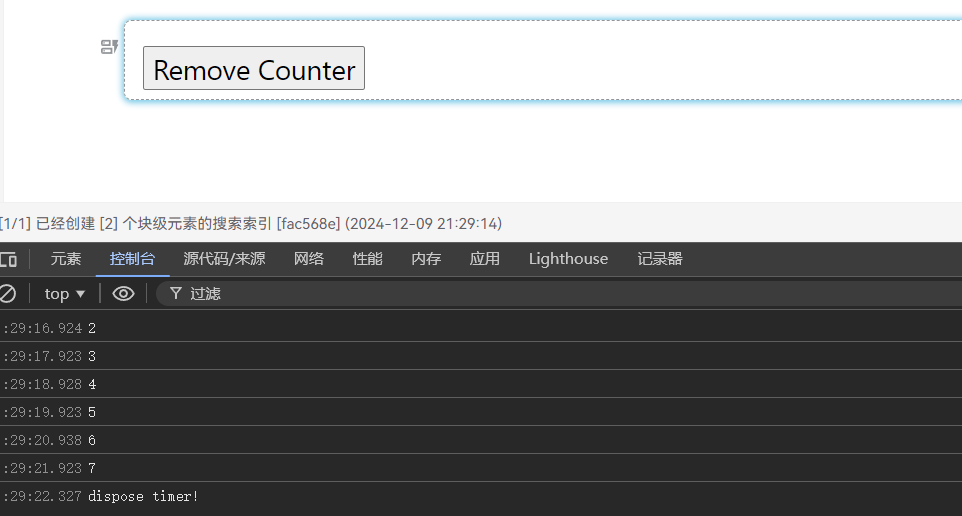 Remove Counter
[1/1] 已经创建 [2] 个块级元素的搜索索引 [fac568e] (2024-12-09 21:29:14)
元素 控制台 源代码/来源 网络 性能 内存 应用 Lighthouse 记录器
top ▼ 过滤
:29:16.924 2
:29:17.923 3
:29:18.928 4
:29:19.923 5
:29:20.938 6
:29:21.923 7
:29:22.327 dispose timer!